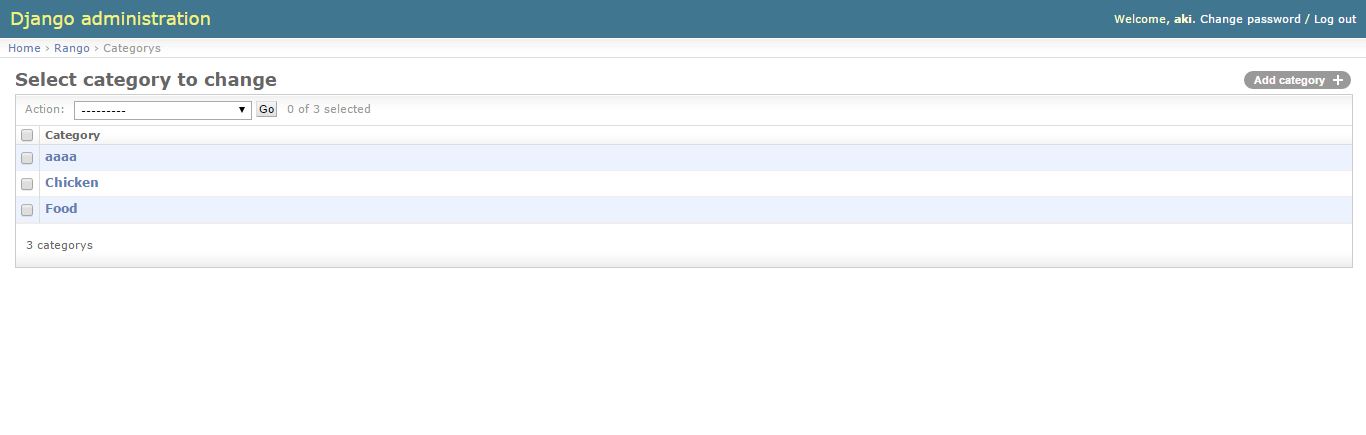 Django administration
Welcome, aki. Change password / Log out
Home › Rango › Categorys
Select category to change
Add category +
Action: --------- Go 0 of 3 selected
Category
aaaa
Chicken
Food
3 categorys